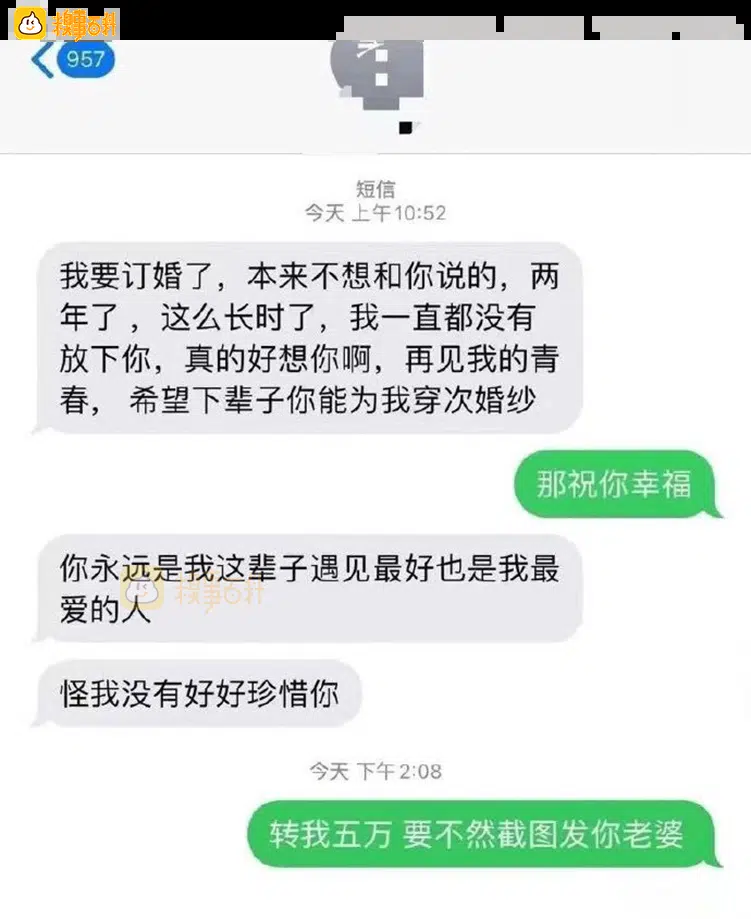 糗事百科
957
短信
今天 上午10:52
我要订婚了，本来不想和你说的，两
年了 ，这么长时了，我一直都没有
放下你，真的好想你啊，再见我的青
春， 希望下辈子你能为我穿次婚纱
那祝你幸福
你永远是我这辈子遇见最好也是我最
爱的人
糗事百科
怪我没有好好珍惜你
今天 下午2:08
转我五万 要不然截图发你老婆